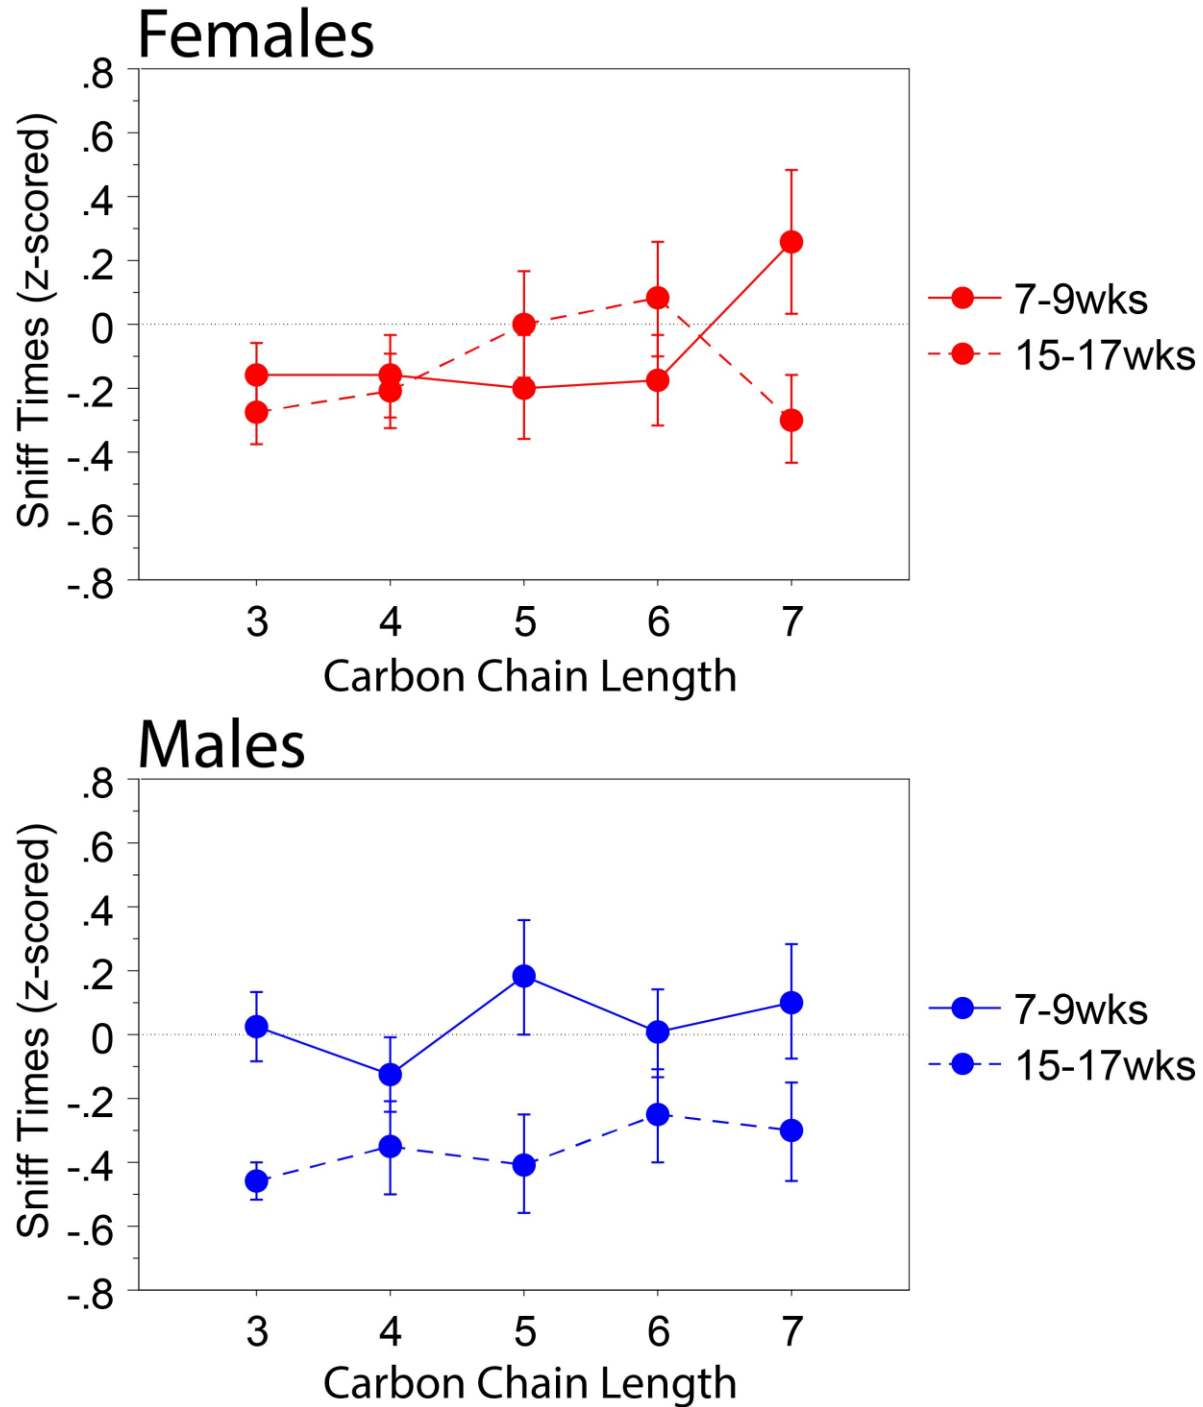 Females
.8
.6
.4
.2
0
-.2
-.4
-.6
-.8
Sniff Times (z-scored)
3 4 5 6 7
Carbon Chain Length
7-9wks
15-17wks
Males
.8
.6
.4
.2
0
-.2
-.4
-.6
-.8
Sniff Times (z-scored)
3 4 5 6 7
Carbon Chain Length
7-9wks
15-17wks